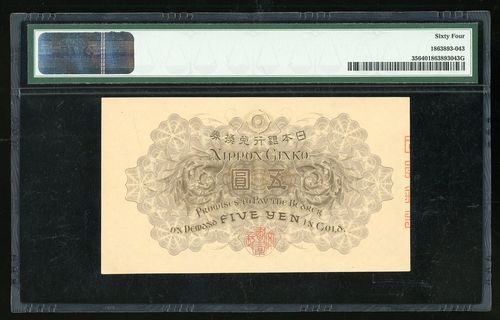 Sixty Four
1863893-043
356401863893043G
日本銀行兌換券
NIPPON GINKO
五圓
PROMISES TO PAY THE BEARER
ON DEMAND FIVE YEN IN GOLD.